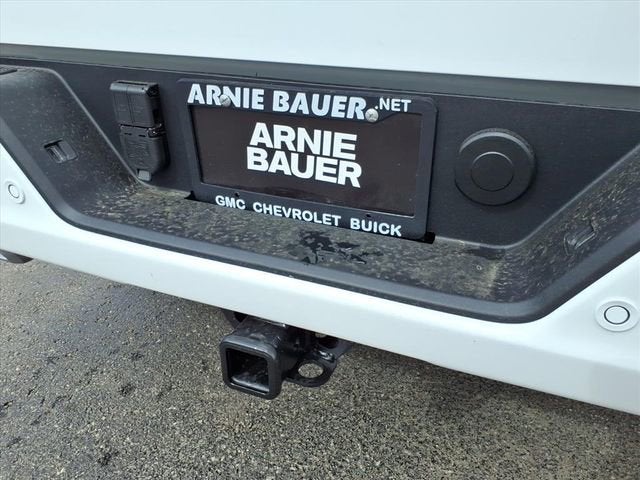 ARNIE BAUER.NET
ARNIE
BAUER
GMC CHEVROLET BUICK